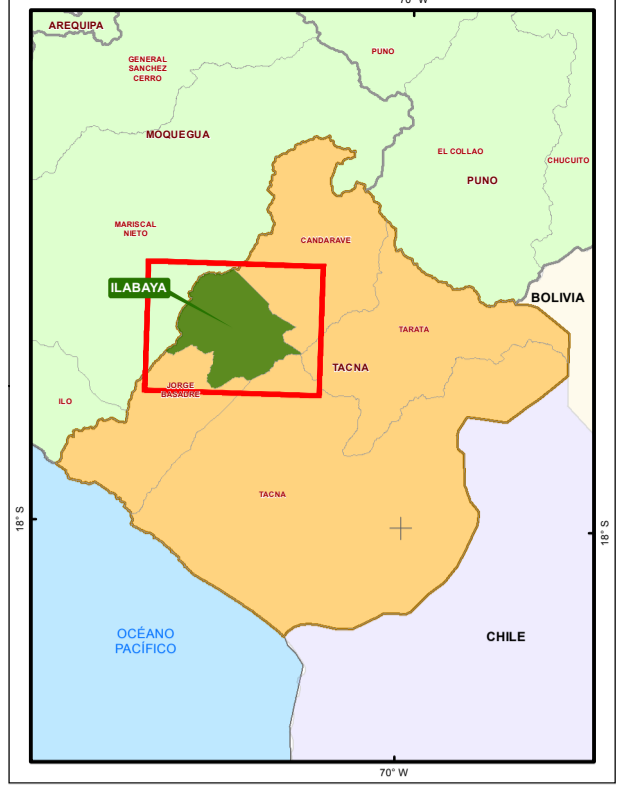 70° W
AREQUIPA
PUNO
GENERAL
SANCHEZ
CERRO
MOQUEGUA
EL COLLAO
CHUCUITO
PUNO
MARISCAL
NIETO
CANDARAVE
ILABAYA
BOLIVIA
TARATA
TACNA
JORGE
BASADRE
ILO
TACNA
18° S
18° S
OCÉANO
PACÍFICO
CHILE
70° W